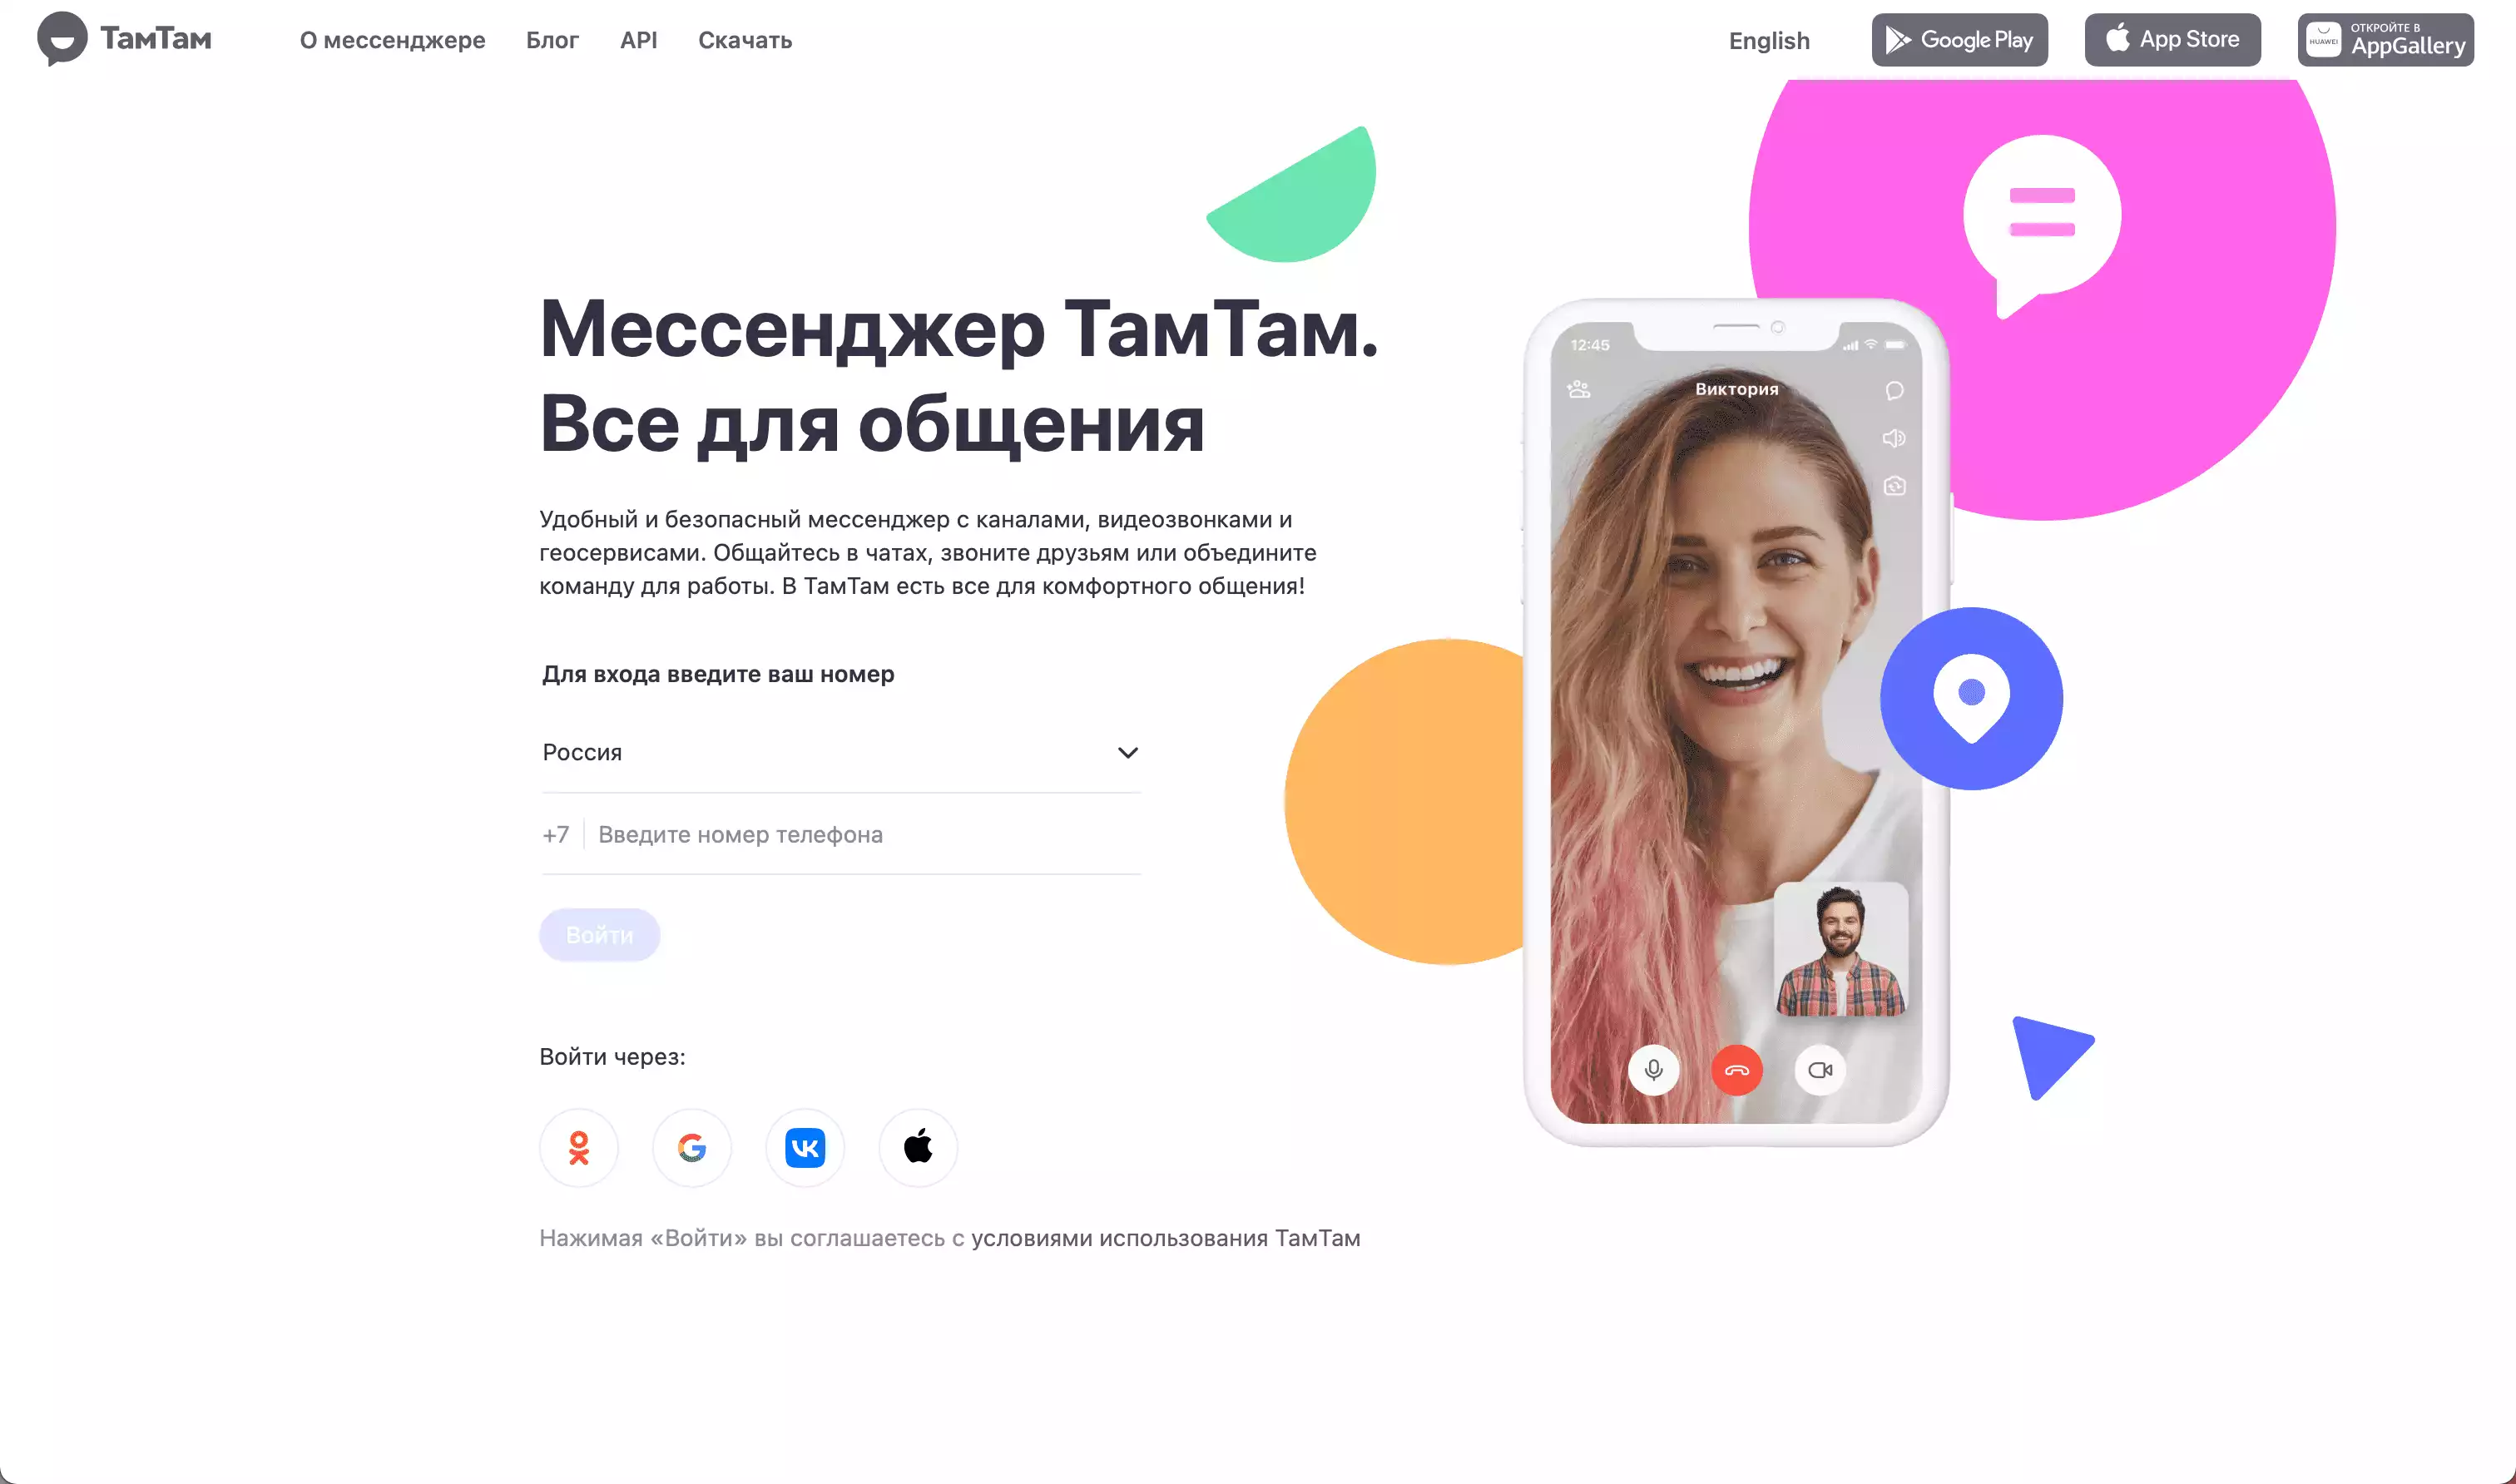 ТамТам
О мессенджере
Блог
API
Скачать
English
Google Play
App Store
HUAWEI
ОТКРОЙТЕ В
AppGallery
Мессенджер ТамТам.
Все для общения
Удобный и безопасный мессенджер с каналами, видеозвонками и
геосервисами. Общайтесь в чатах, звоните друзьям или объедините
команду для работы. В ТамТам есть все для комфортного общения!
Для входа введите ваш номер
Россия
+7
Введите номер телефона
Войти
Войти через:
Нажимая «Войти» вы соглашаетесь с условиями использования ТамТам
12:45
Виктория